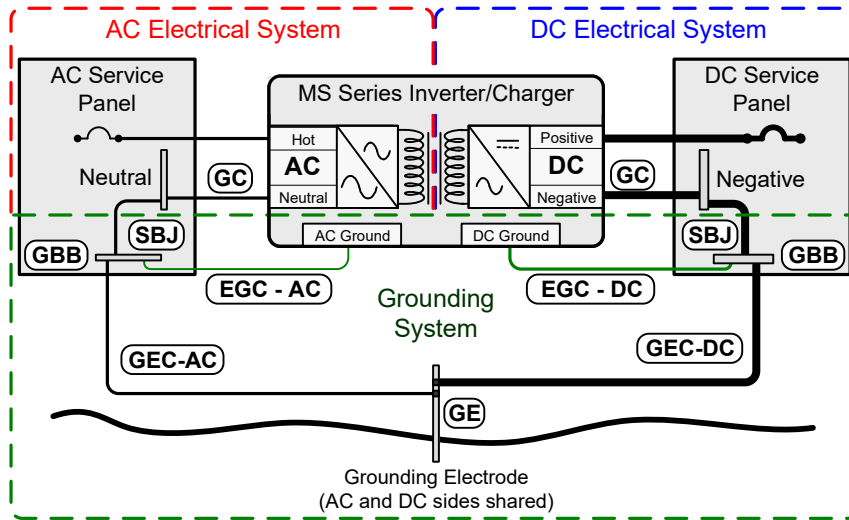 AC Electrical System
DC Electrical System
AC Service
Panel
MS Series Inverter/Charger
DC Service
Panel
Hot
AC
Neutral
Positive
DC
Negative
Neutral
GC
GC
Negative
SBJ
AC Ground
DC Ground
SBJ
GBB
GBB
EGC - AC
EGC - DC
Grounding
System
GEC-AC
GEC-DC
GE
Grounding Electrode
(AC and DC sides shared)